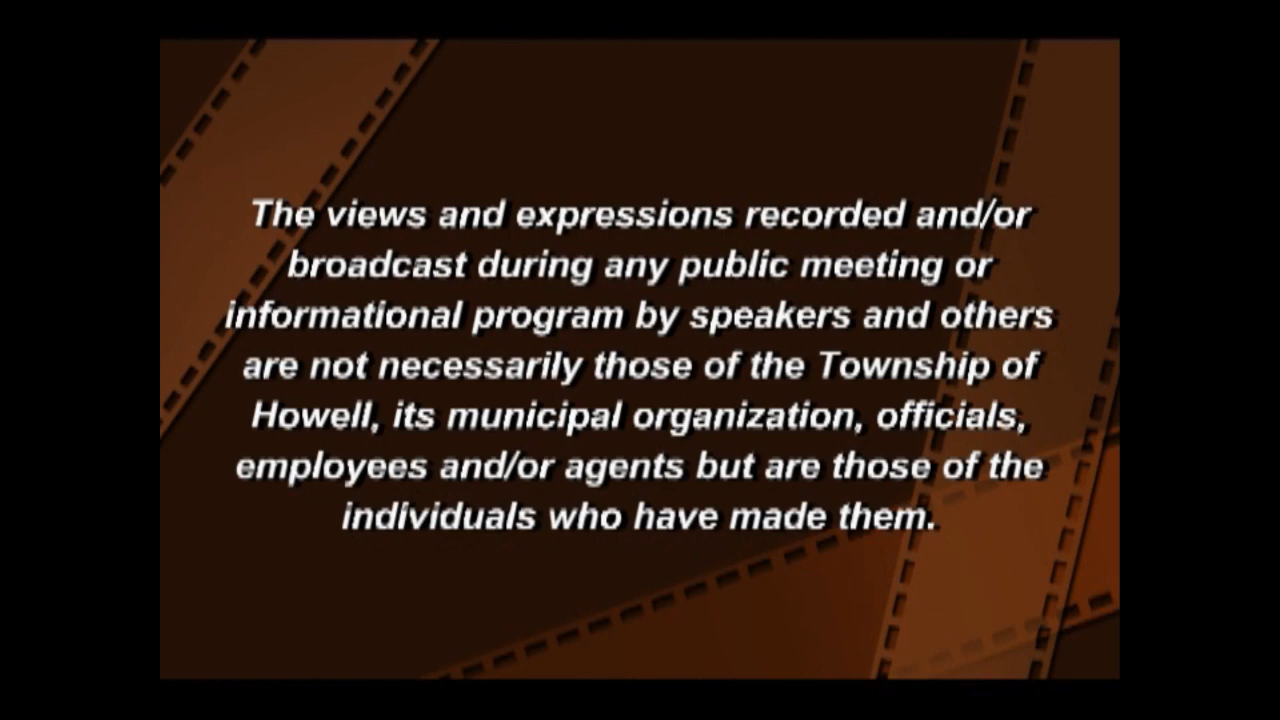 The views and expressions recorded and/or
broadcast during any public meeting or
informational program by speakers and others
are not necessarily those of the Township of
Howell, its municipal organization, officials,
employees and/or agents but are those of the
individuals who have made them.